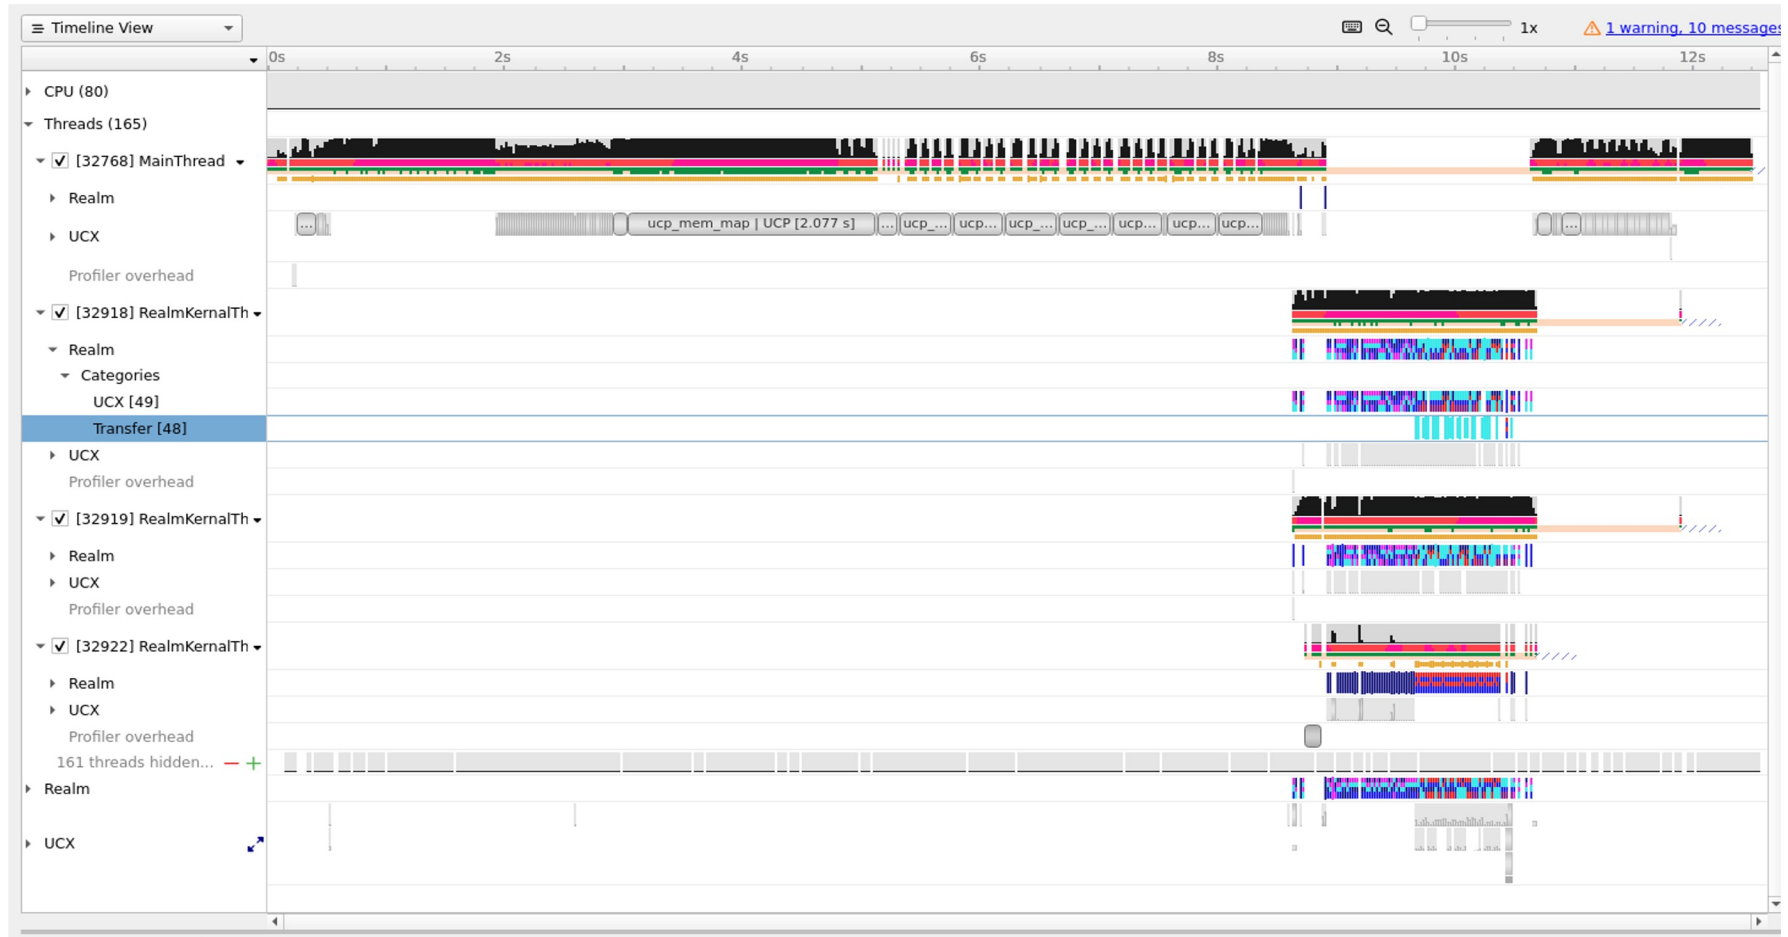 Timeline View
1x
1 warning, 10 messages
0s 2s 4s 6s 8s 10s 12s
CPU (80)
Threads (165)
[32768] MainThread
Realm
UCX
... ucp_mem_map | UCP [2.077 s] ... ucp_... ucp... ucp_... ucp_... ucp... ucp... ucp... ...
Profiler overhead
[32918] RealmKernalTh
Realm
Categories
UCX [49]
Transfer [48]
UCX
Profiler overhead
[32919] RealmKernalTh
Realm
UCX
Profiler overhead
[32922] RealmKernalTh
Realm
UCX
Profiler overhead
161 threads hidden...
Realm
UCX